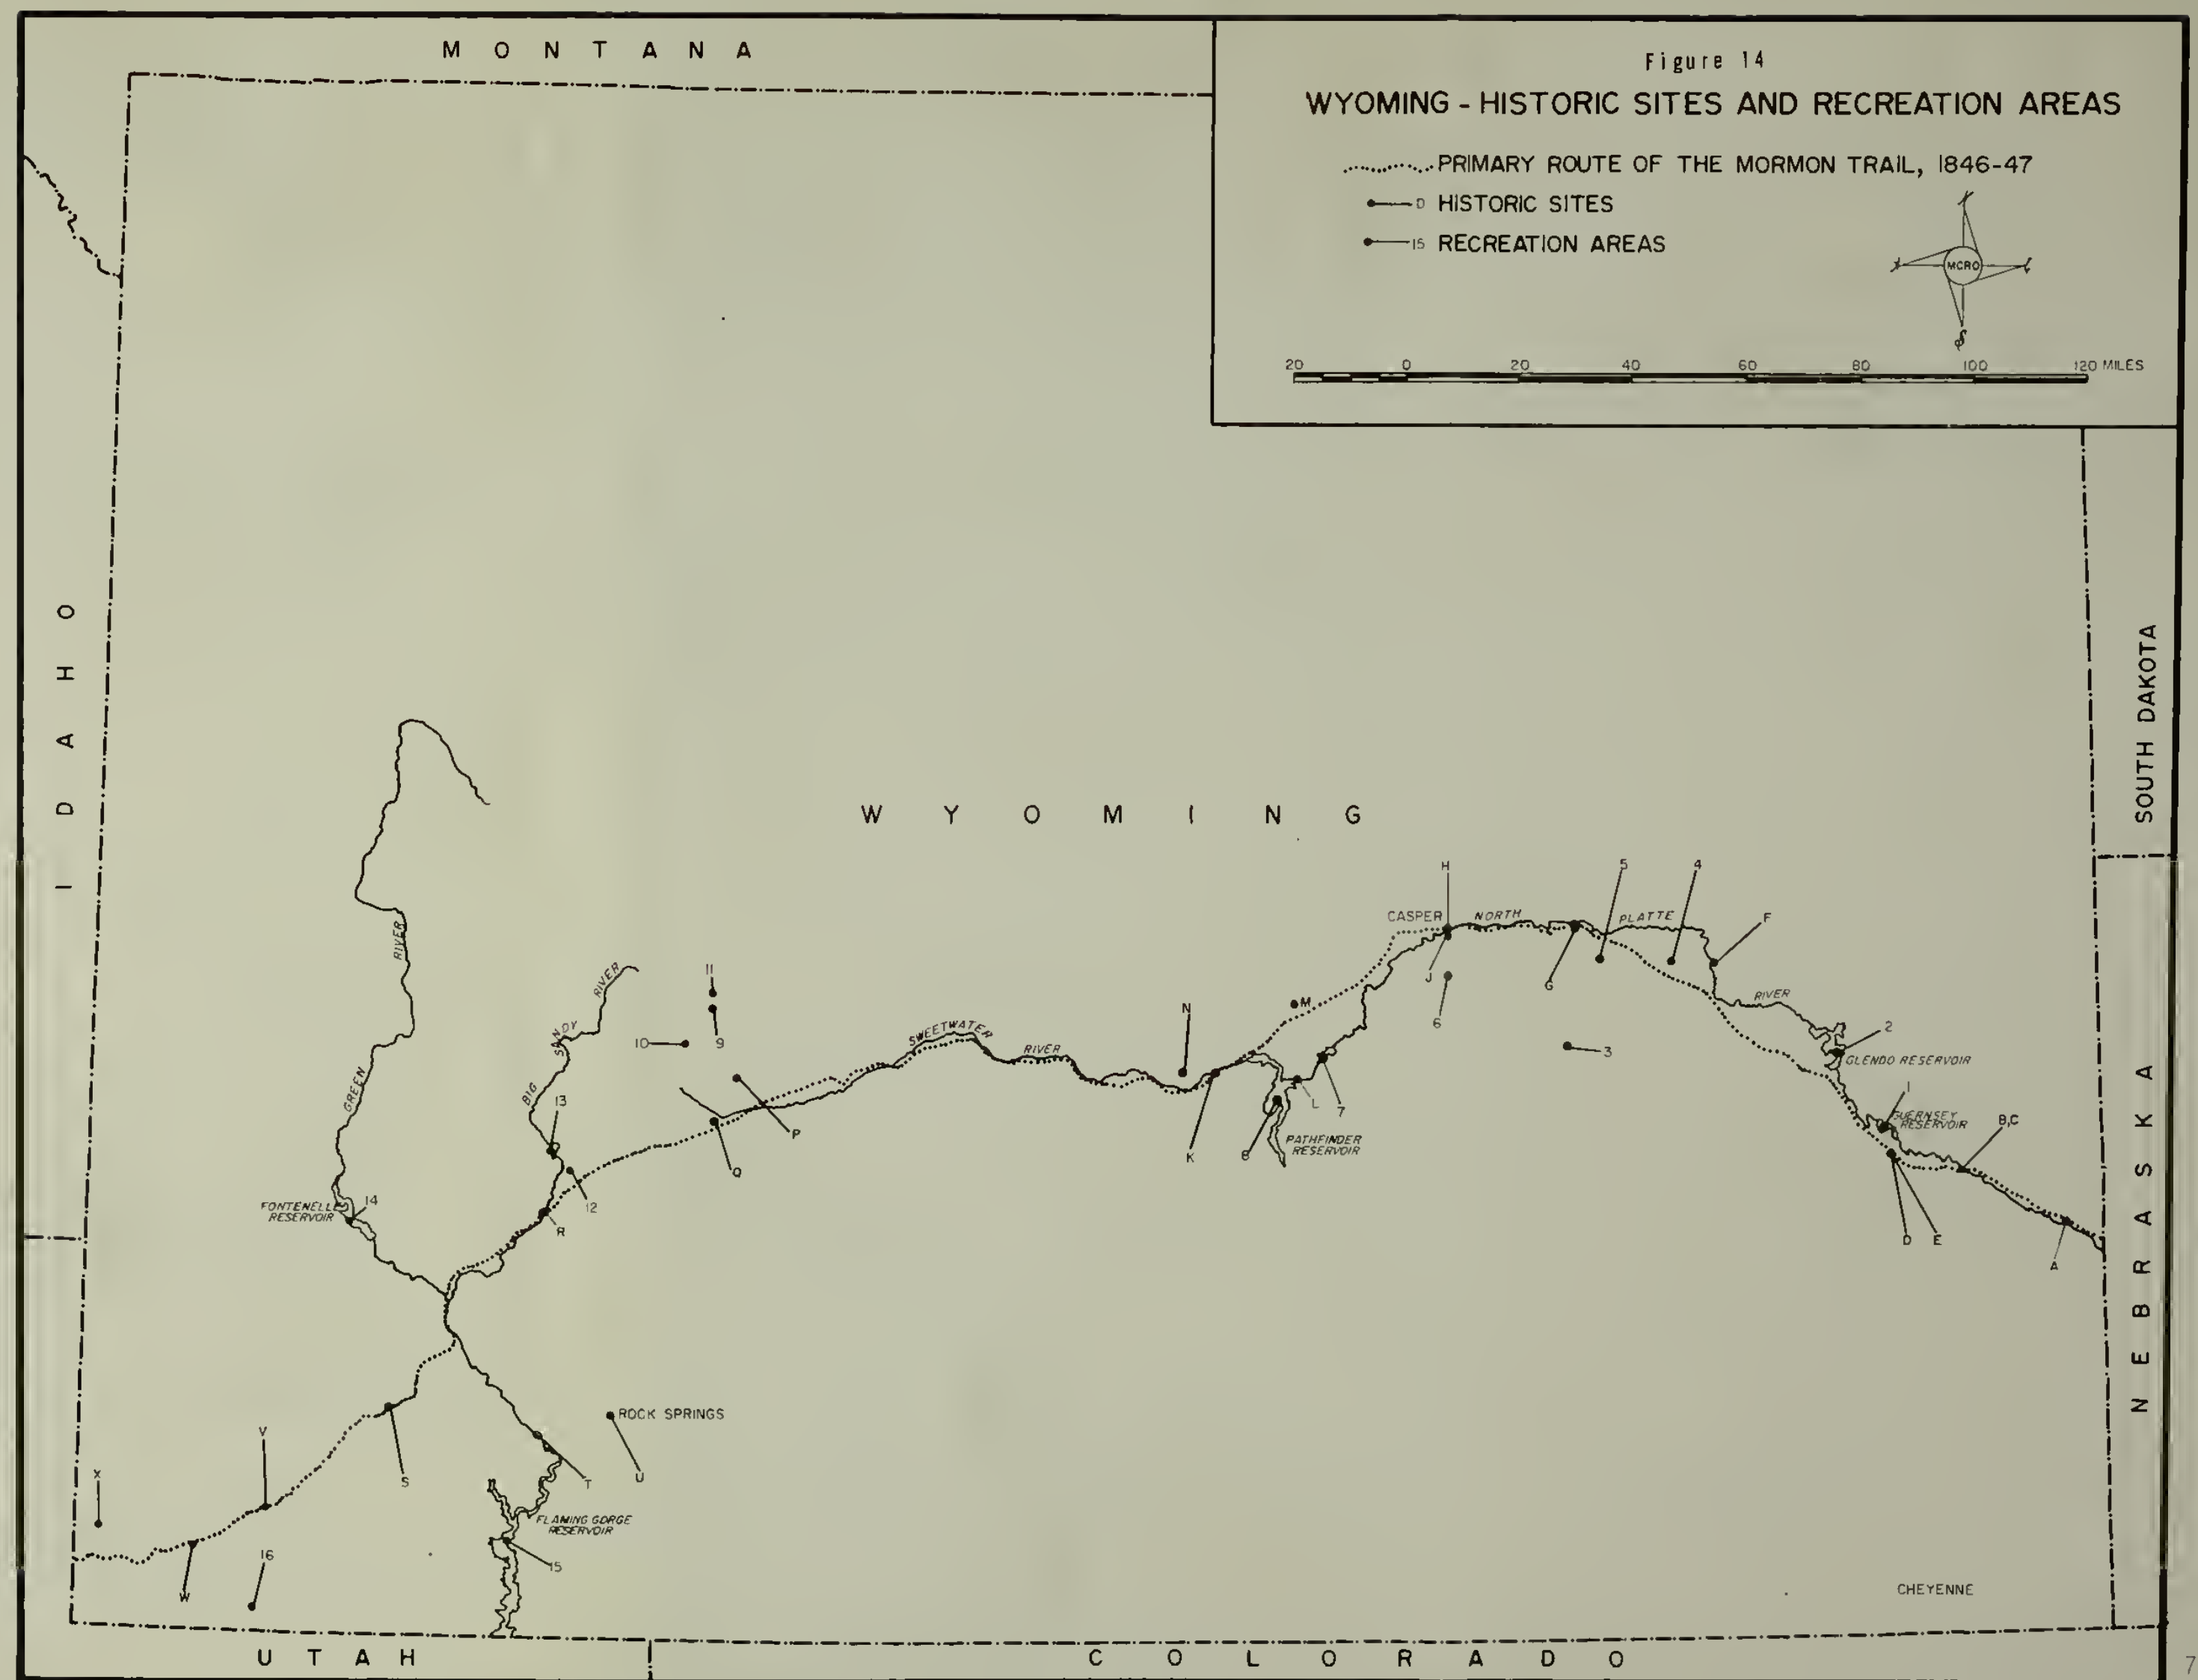 MONTANA
Figure 14
WYOMING - HISTORIC SITES AND RECREATION AREAS
PRIMARY ROUTE OF THE MORMON TRAIL, 1846-47
D HISTORIC SITES
15 RECREATION AREAS
MCRO
S
20 0 20 40 60 80 100 120 MILES
IDAHO
SOUTH DAKOTA
WYOMING
H
5
4
CASPER
NORTH
PLATTE
F
RIVER
RIVER
11
J
G
M
6
RIVER
N
2
SANDY
SWEETWATER
RIVER
10
9
3
GLENDO RESERVOIR
GREEN
BIG
13
L
7
1
GUERNSEY
RESERVOIR
B,C
P
K
8
PATHFINDER
RESERVOIR
Q
NEBRASKA
FONTENELLE
RESERVOIR
14
12
R
D
E
A
ROCK SPRINGS
V
X
S
T
U
FLAMING GORGE
RESERVOIR
16
15
W
CHEYENNE
UTAH
COLORADO
7